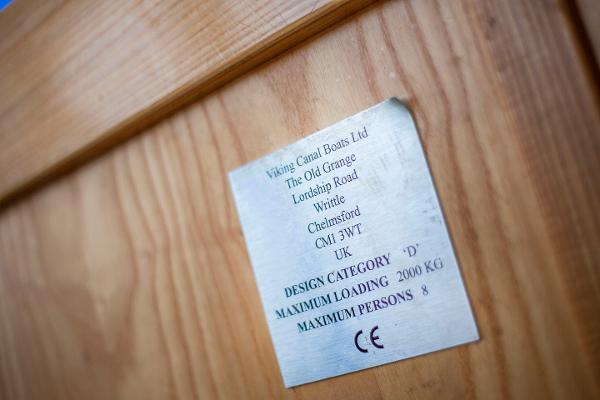 Viking Canal Boats Ltd
The Old Grange
Lordship Road
Writtle
Chelmsford
CM1 3WT
UK
DESIGN CATEGORY 'D'
MAXIMUM LOADING 2000 KG
MAXIMUM PERSONS 8
CE